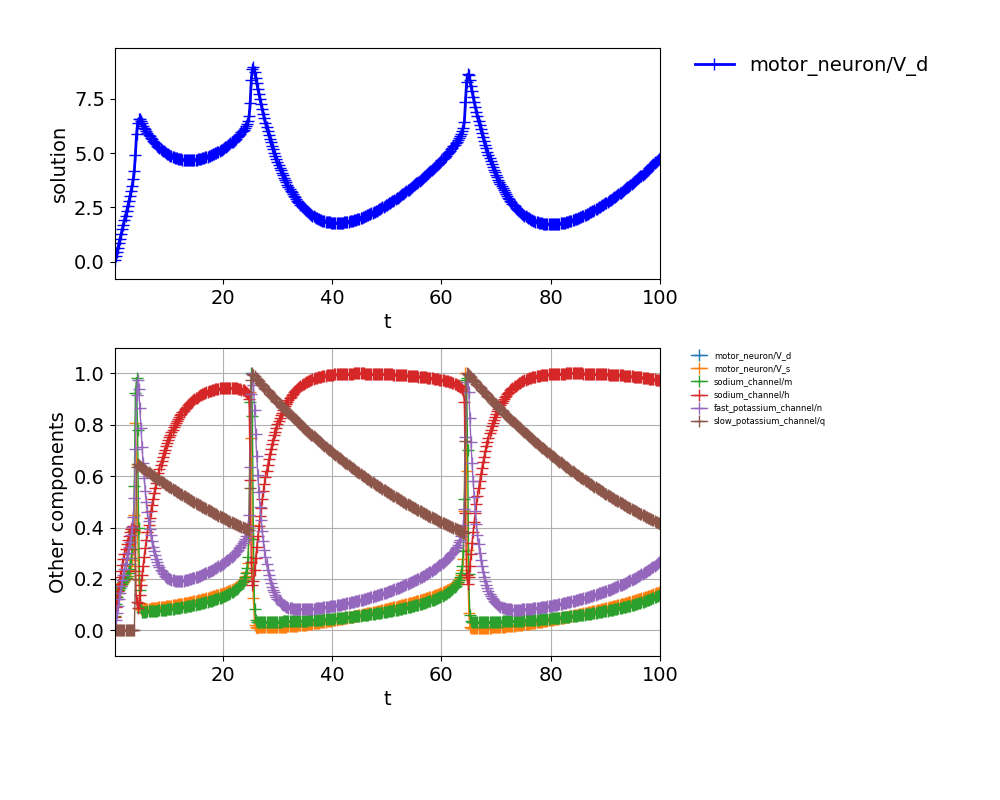 motor_neuron/V_d
7.5
5.0
2.5
0.0
solution
20 40 60 80 100
t
motor_neuron/V_d
motor_neuron/V_s
sodium_channel/m
sodium_channel/h
fast_potassium_channel/n
slow_potassium_channel/q
1.0
0.8
0.6
0.4
0.2
0.0
Other components
20 40 60 80 100
t